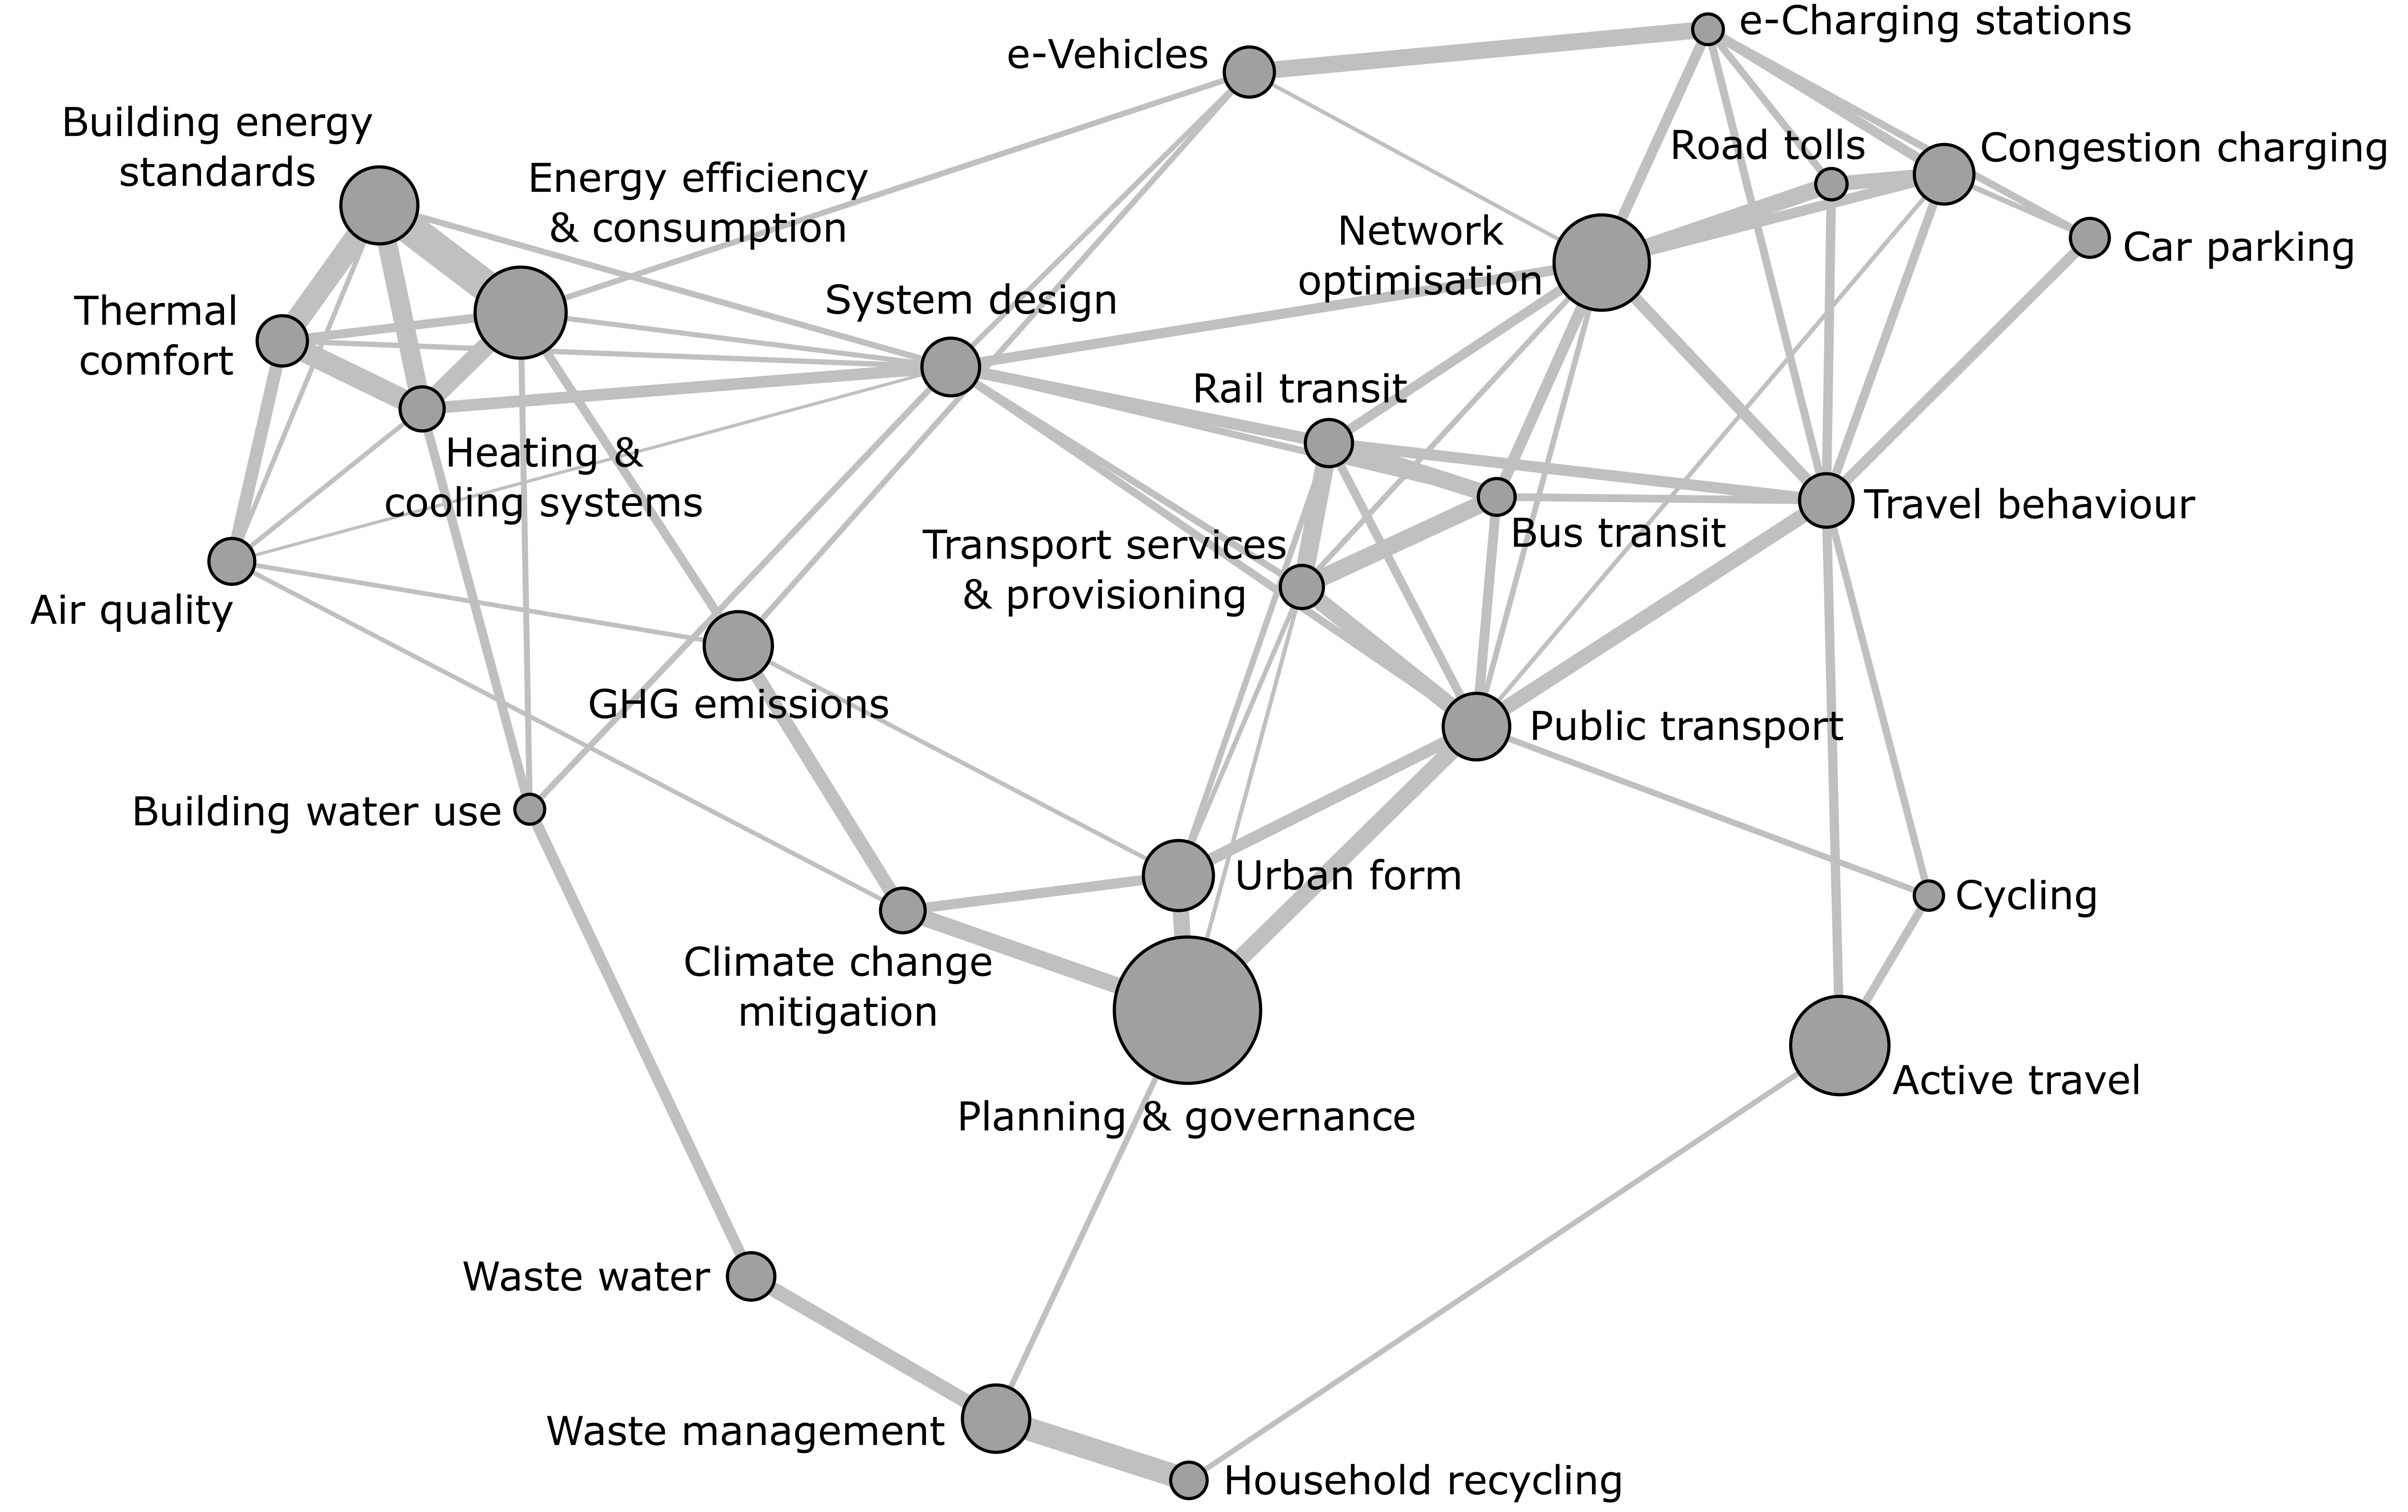 e-Charging stations
e-Vehicles
Building energy
standards
Road tolls
Congestion charging
Energy efficiency
& consumption
Network
optimisation
Car parking
System design
Thermal
comfort
Rail transit
Heating &
cooling systems
Travel behaviour
Bus transit
Transport services
& provisioning
Air quality
GHG emissions
Public transport
Building water use
Urban form
Cycling
Climate change
mitigation
Active travel
Planning & governance
Waste water
Waste management
Household recycling